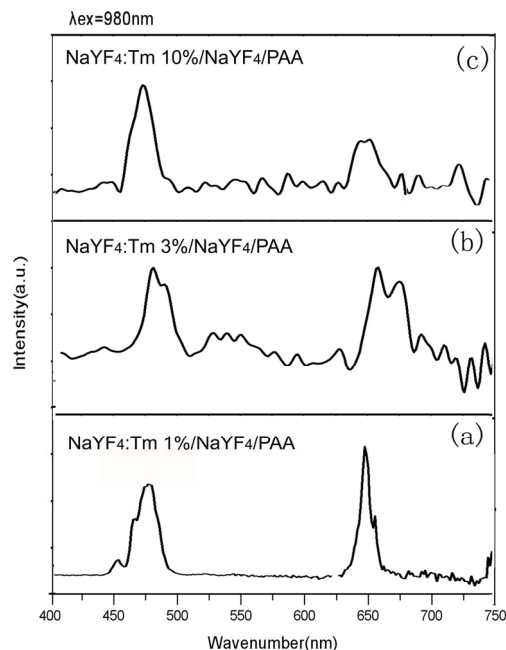 λex=980nm
NaYF4:Tm 10%/NaYF4/PAA
(c)
NaYF4:Tm 3%/NaYF4/PAA
(b)
NaYF4:Tm 1%/NaYF4/PAA
(a)
Intensity(a.u.)
400 450 500 550 600 650 700 750
Wavenumber(nm)